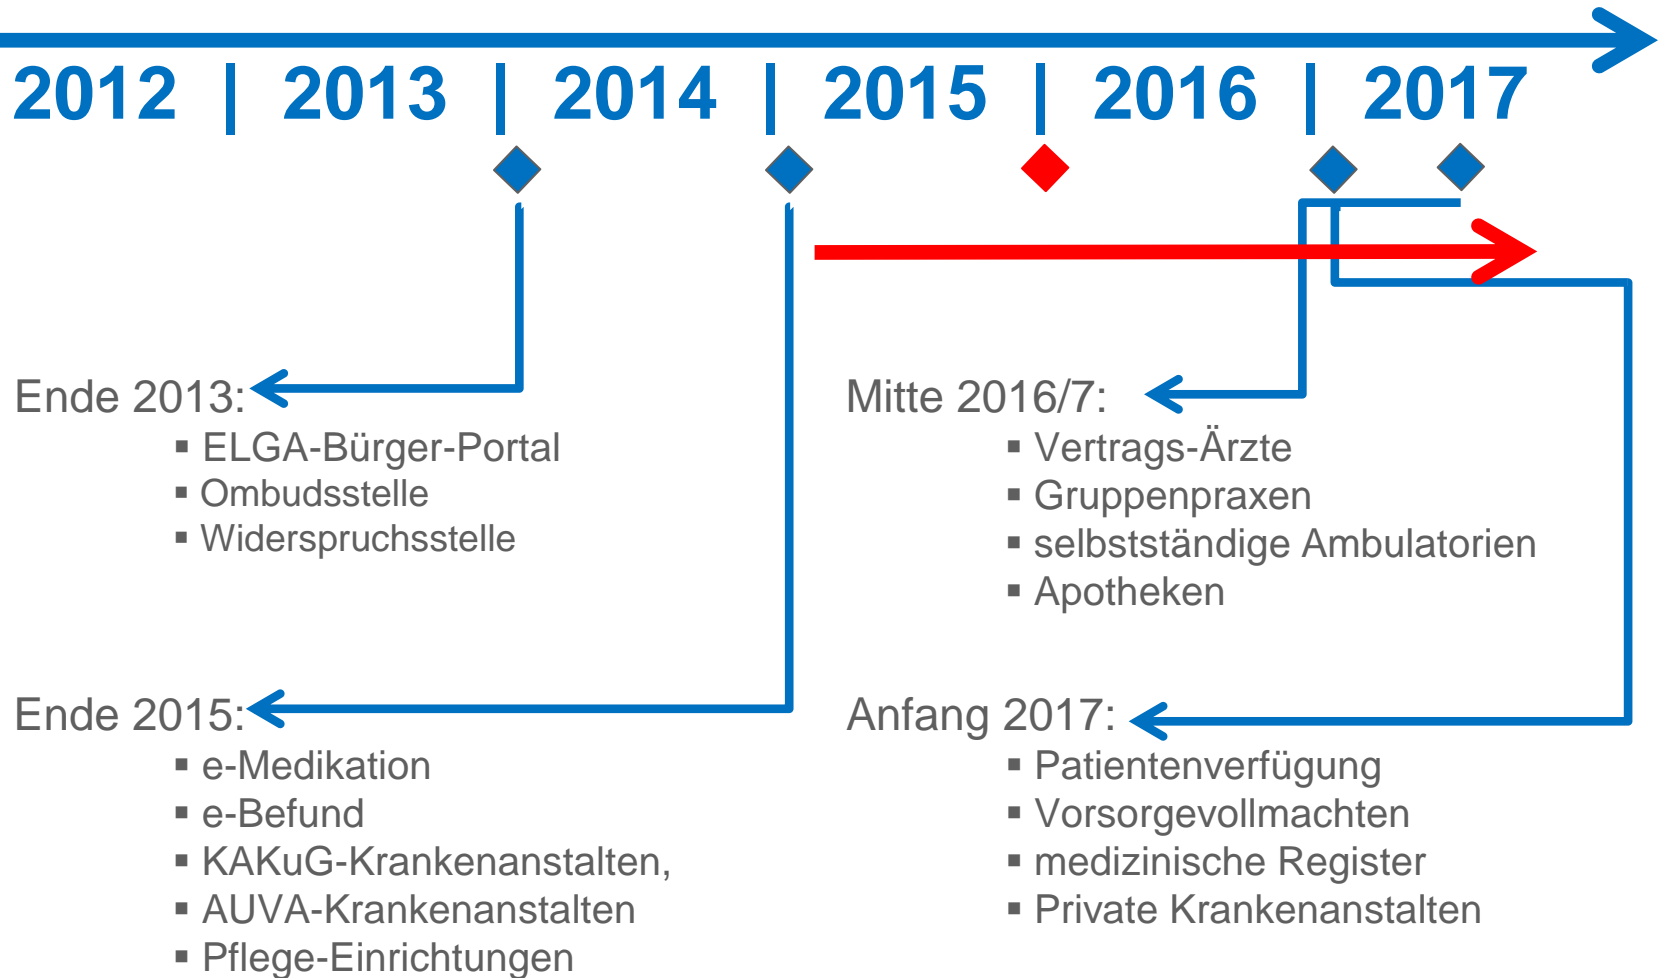 2012 | 2013 | 2014 | 2015 | 2016 | 2017
Ende 2013:
▪ ELGA-Bürger-Portal
▪ Ombudsstelle
▪ Widerspruchsstelle
Ende 2015:
▪ e-Medikation
▪ e-Befund
▪ KAKuG-Krankenanstalten,
▪ AUVA-Krankenanstalten
▪ Pflege-Einrichtungen
Mitte 2016/7:
▪ Vertrags-Ärzte
▪ Gruppenpraxen
▪ selbstständige Ambulatorien
▪ Apotheken
Anfang 2017:
▪ Patientenverfügung
▪ Vorsorgevollmachten
▪ medizinische Register
▪ Private Krankenanstalten